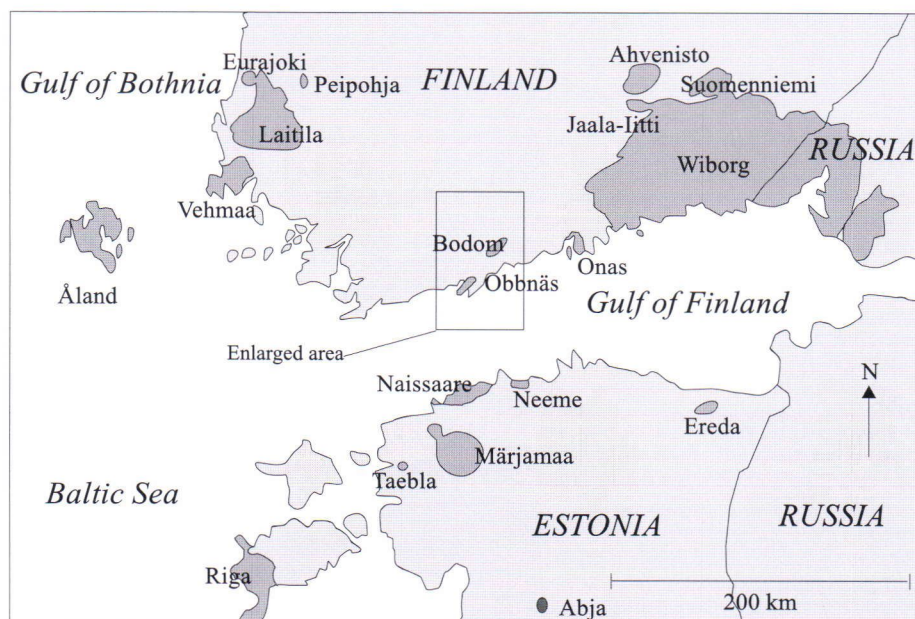 Gulf of Bothnia
Eurajoki
Peipohja
FINLAND
Ahvenisto
Suomenniemi
Laitila
Jaala-Iitti
Wiborg
RUSSIA
Vehmaa
Åland
Bodom
Obbnäs
Onas
Gulf of Finland
Enlarged area
Naissaare
Neeme
Ereda
N
Märjamaa
Taebla
Baltic Sea
ESTONIA
RUSSIA
Riga
200 km
Abja